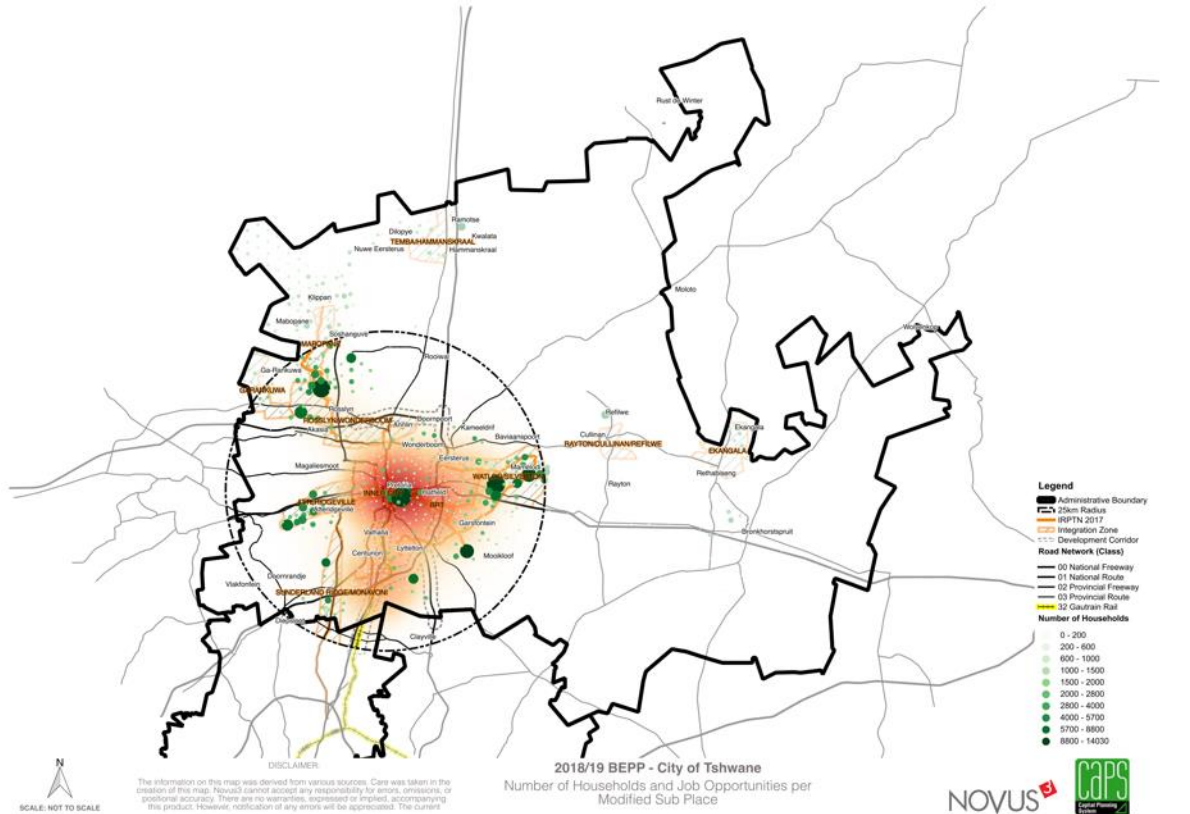 Rust de Winter
Ramotse
Dilopye
Kwalata
TEMBA/HAMMANSKRAAL
Nuwe Eersterus
Hammanskraal
Moloto
Klippan
Mabopane
Soshanguve
Rooiwal
Ga-Rankuwa
Rosslyn
ROSSLYN/WONDERBOOM
Akasia
Doornpoort
Kameeldrif
Wonderboom
Baviaanspoort
Refilwe
Cullinan
RAYTON/CULLINAN/REFILWE
Ekangala
EKANGALA
Magaliesmoot
Eersterus
Mamelodi
Rethabiseng
Rayton
Pretoria
Hatfield
Atteridgeville
Garsfontein
Bronkhorstspruit
Valhalla
Lyttelton
Centurion
Mooikloof
Doornrandje
Vlakfontein
SUNDERLAND RIDGE/MONAVONI
Diepsloot
Clayville
Legend
Administrative Boundary
25km Radius
IRPTN 2017
Integration Zone
Development Corridor
Road Network (Class)
00 National Freeway
01 National Route
02 Provincial Freeway
03 Provincial Route
32 Gautrain Rail
Number of Households
0 - 200
200 - 600
600 - 1000
1000 - 1500
1500 - 2000
2000 - 2800
2800 - 4000
4000 - 5700
5700 - 8800
8800 - 14030
N
SCALE: NOT TO SCALE
DISCLAIMER:
The information on this map was derived from various sources. Care was taken in the
creation of this map. Novus3 cannot accept any responsibility for errors, omissions, or
positional accuracy. There are no warranties, expressed or implied, accompanying
this product. However, notification of any errors will be appreciated. The current
2018/19 BEPP - City of Tshwane
Number of Households and Job Opportunities per
Modified Sub Place
NOVUS3
CAPS
Capital Planning
System